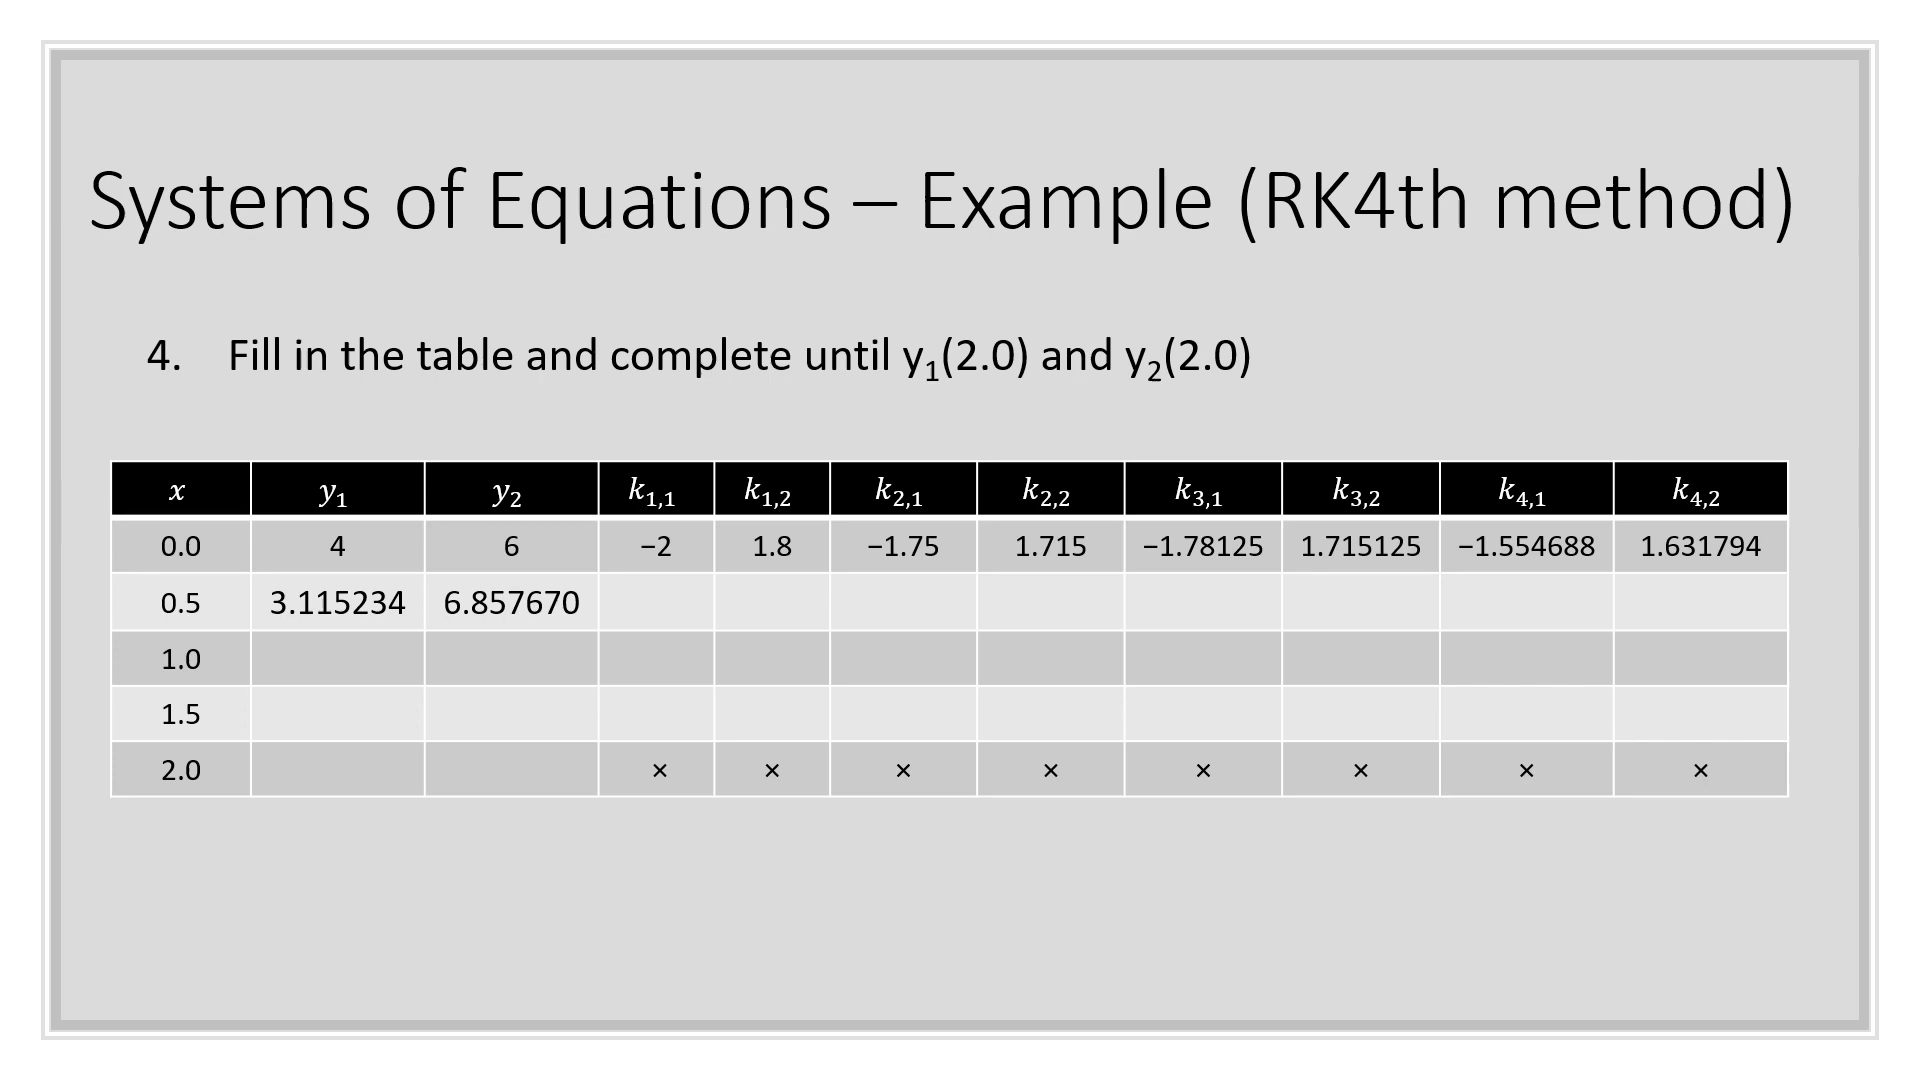 Systems of Equations – Example (RK4th method)
4. Fill in the table and complete until y₁(2.0) and y₂(2.0)
x y₁ y₂ k₁,₁ k₁,₂ k₂,₁ k₂,₂ k₃,₁ k₃,₂ k₄,₁ k₄,₂
0.0 4 6 −2 1.8 −1.75 1.715 −1.78125 1.715125 −1.554688 1.631794
0.5 3.115234 6.857670
1.0
1.5
2.0 × × × × × × × ×